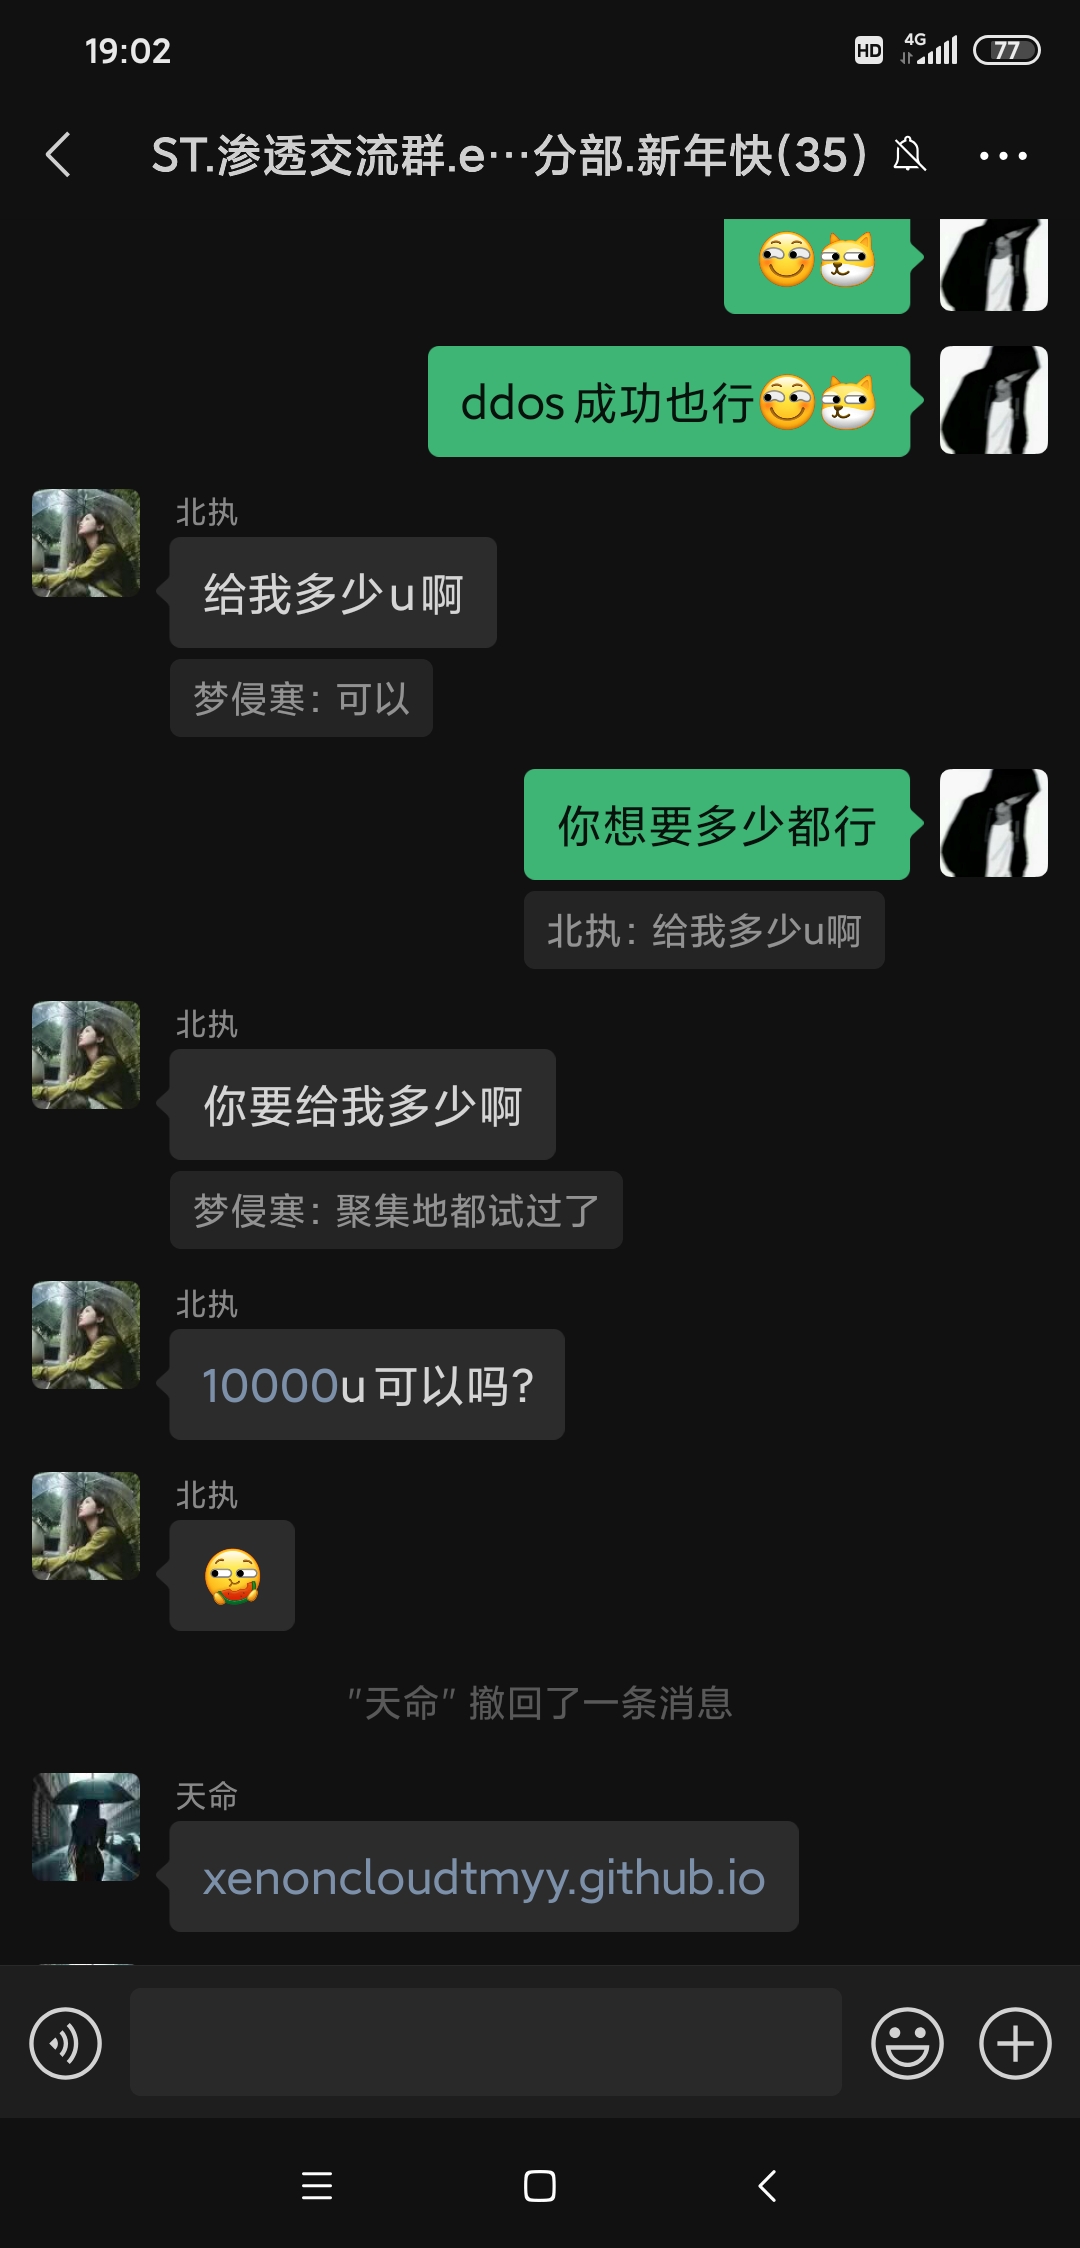 19:02
HD 4G 77
ST.渗透交流群.e…分部.新年快(35)
ddos成功也行
北执
给我多少u啊
梦侵寒：可以
你想要多少都行
北执：给我多少u啊
北执
你要给我多少啊
梦侵寒：聚集地都试过了
北执
10000u可以吗?
北执
"天命" 撤回了一条消息
天命
xenoncloudtmyy.github.io